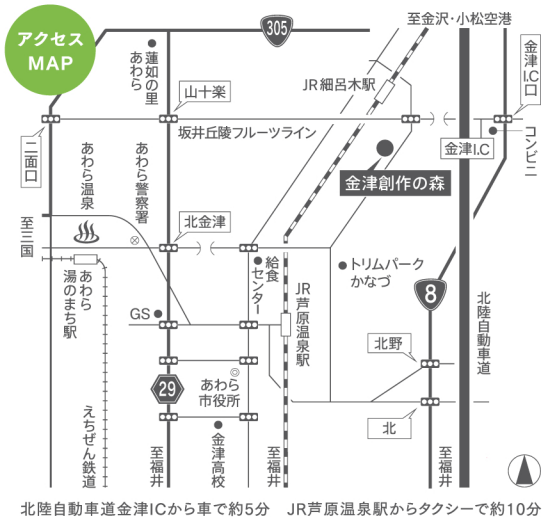 アクセス
MAP
305
至金沢・小松空港
蓮如の里
あわら
山十楽
JR細呂木駅
金津I.C口
坂井丘陵フルーツライン
金津I.C
コンビニ
二面口
あわら温泉
あわら警察署
金津創作の森
至三国
北金津
給食
センター
トリムパーク
かなづ
8
北陸自動車道
あわら
湯のまち駅
GS
JR芦原温泉駅
北野
29
あわら
市役所
北
えちぜん鉄道
至福井
金津高校
至福井
至福井
北陸自動車道金津ICから車で約5分　JR芦原温泉駅からタクシーで約10分